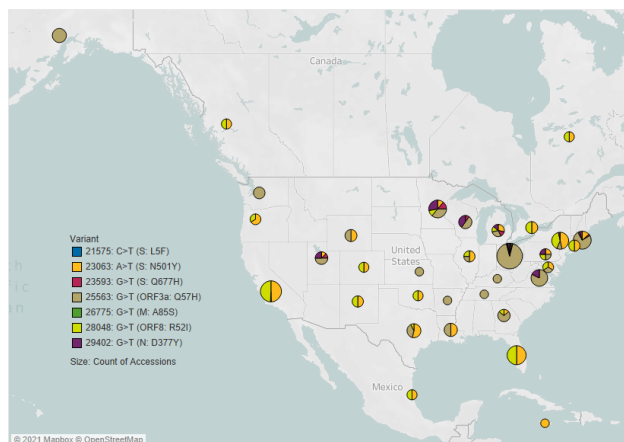 Canada
Variant
21575: C>T (S: L5F)
23063: A>T (S: N501Y)
23593: G>T (S: Q677H)
25563: G>T (ORF3a: Q57H)
26775: G>T (M: A85S)
28048: G>T (ORF8: R52I)
29402: G>T (N: D377Y)
Size: Count of Accessions
United
States
Mexico
© 2021 Mapbox © OpenStreetMap